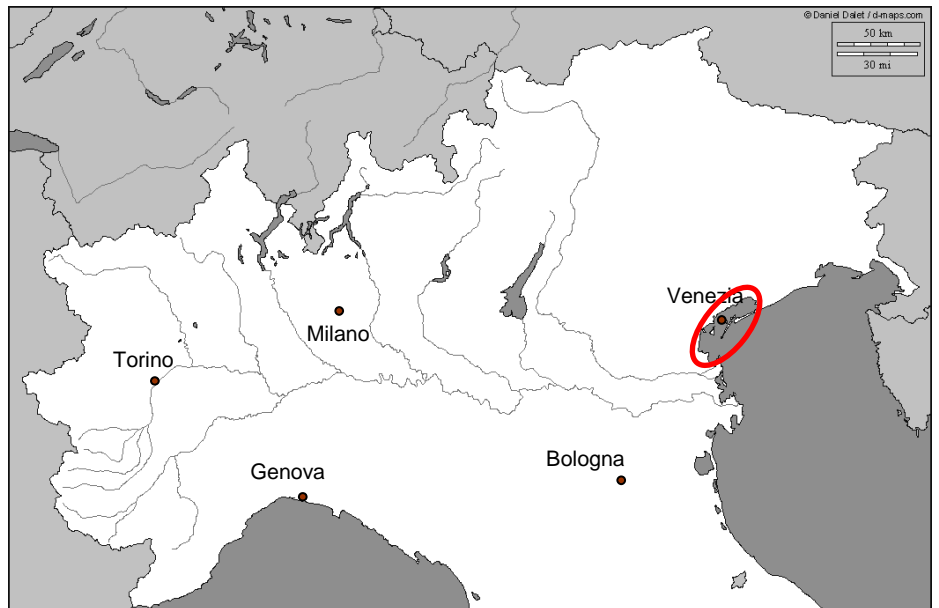 © Daniel Dalet / d-maps.com
50 km
30 mi
Venezia
Milano
Torino
Bologna
Genova